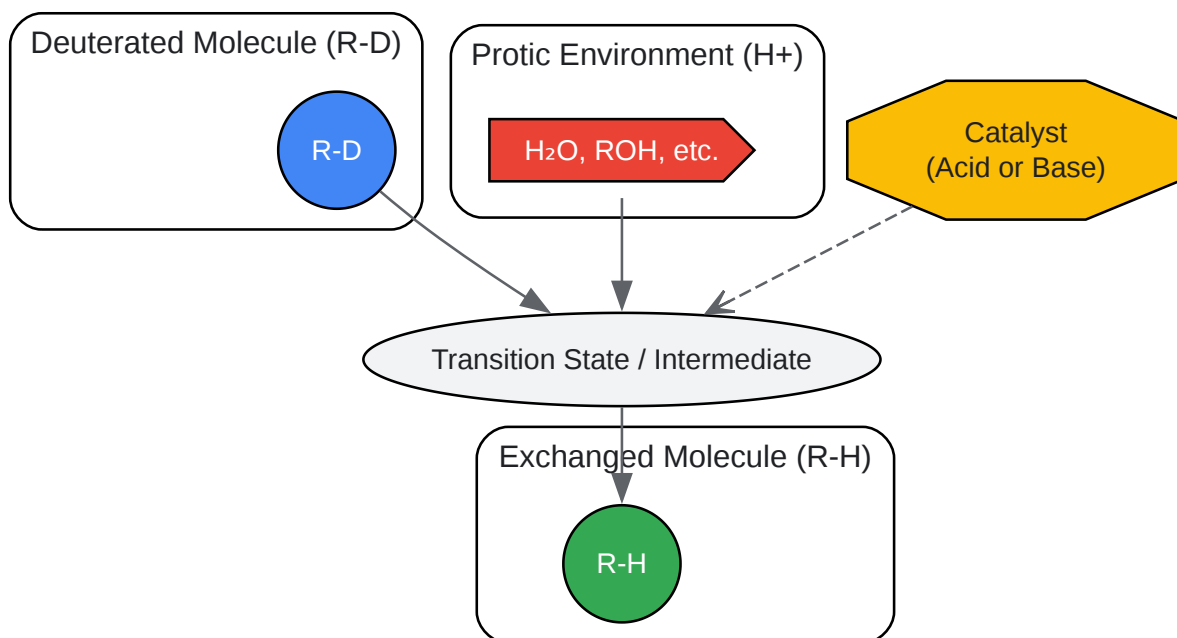 Deuterated Molecule (R-D)
R-D
Protic Environment (H+)
H₂O, ROH, etc.
Catalyst
(Acid or Base)
Transition State / Intermediate
Exchanged Molecule (R-H)
R-H